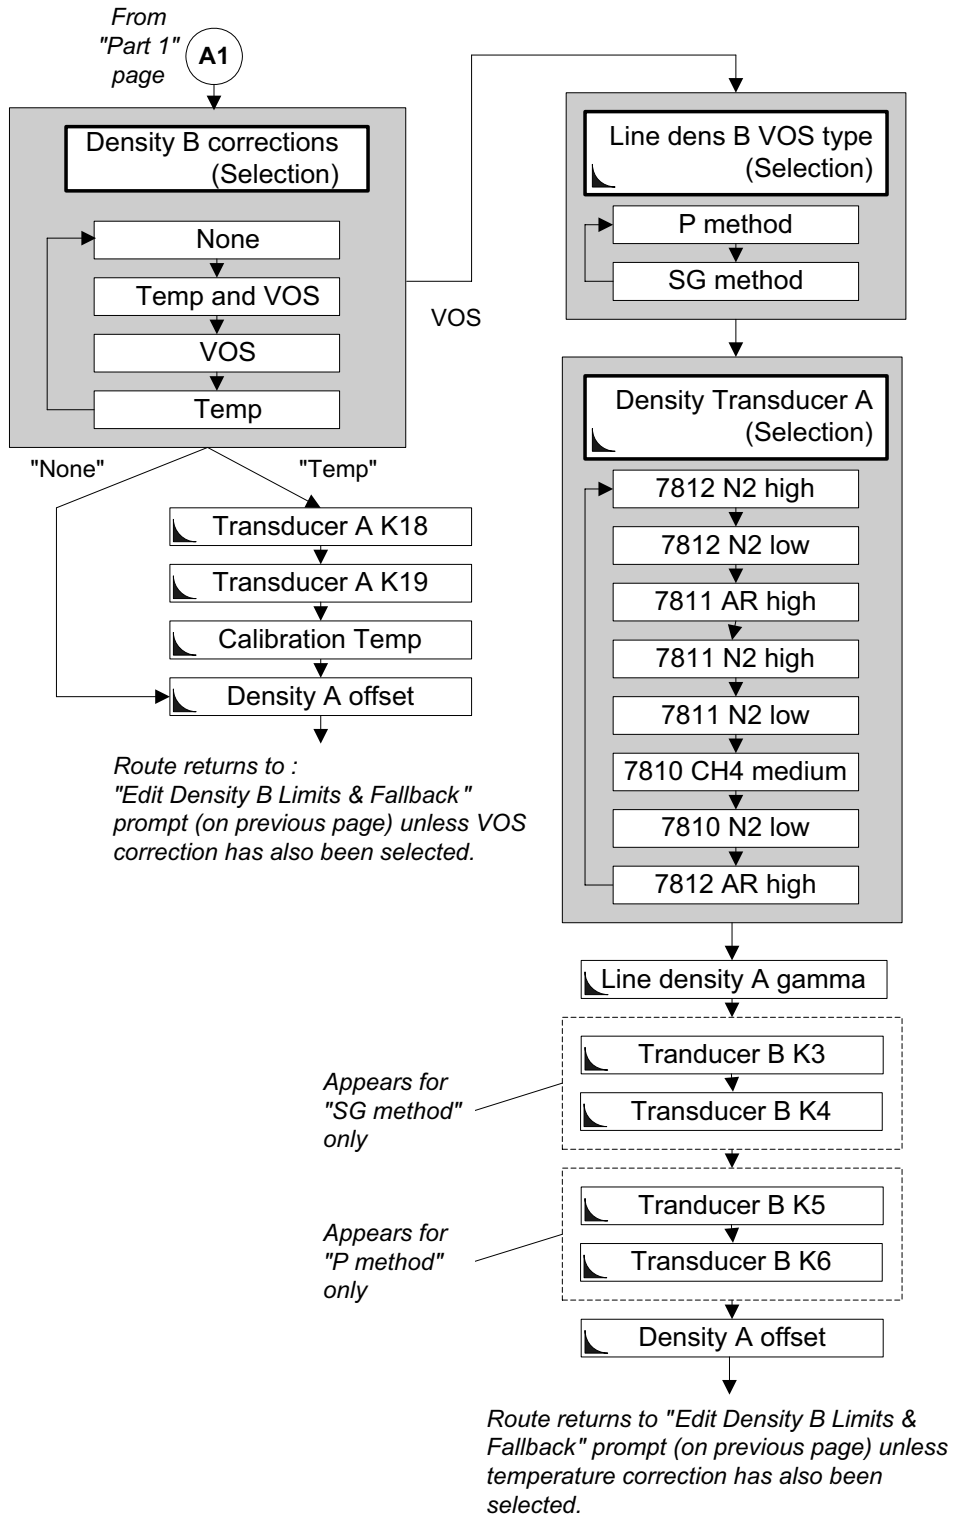 From
"Part 1"
page
A1
Density B corrections
(Selection)
None
Temp and VOS
VOS
Temp
VOS
"None"
"Temp"
Transducer A K18
Transducer A K19
Calibration Temp
Density A offset
Route returns to :
"Edit Density B Limits & Fallback"
prompt (on previous page) unless VOS
correction has also been selected.
Line dens B VOS type
(Selection)
P method
SG method
Density Transducer A
(Selection)
7812 N2 high
7812 N2 low
7811 AR high
7811 N2 high
7811 N2 low
7810 CH4 medium
7810 N2 low
7812 AR high
Line density A gamma
Appears for
"SG method"
only
Tranducer B K3
Transducer B K4
Appears for
"P method"
only
Tranducer B K5
Transducer B K6
Density A offset
Route returns to "Edit Density B Limits &
Fallback" prompt (on previous page) unless
temperature correction has also been
selected.